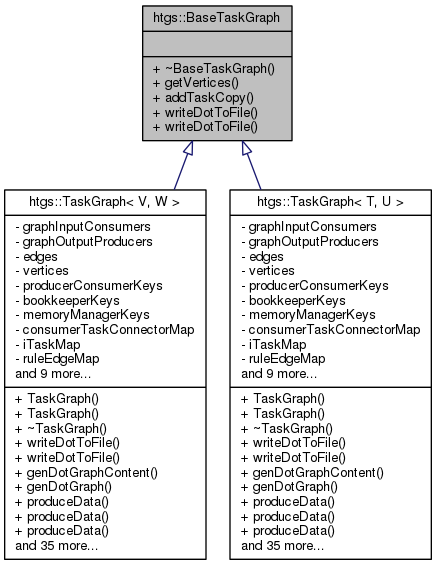 htgs::BaseTaskGraph
+ ~BaseTaskGraph()
+ getVertices()
+ addTaskCopy()
+ writeDotToFile()
+ writeDotToFile()
htgs::TaskGraph< V, W >
- graphInputConsumers
- graphOutputProducers
- edges
- vertices
- producerConsumerKeys
- bookkeeperKeys
- memoryManagerKeys
- consumerTaskConnectorMap
- iTaskMap
- ruleEdgeMap
and 9 more...
+ TaskGraph()
+ TaskGraph()
+ ~TaskGraph()
+ writeDotToFile()
+ writeDotToFile()
+ genDotGraphContent()
+ genDotGraph()
+ produceData()
+ produceData()
+ produceData()
and 35 more...
htgs::TaskGraph< T, U >
- graphInputConsumers
- graphOutputProducers
- edges
- vertices
- producerConsumerKeys
- bookkeeperKeys
- memoryManagerKeys
- consumerTaskConnectorMap
- iTaskMap
- ruleEdgeMap
and 9 more...
+ TaskGraph()
+ TaskGraph()
+ ~TaskGraph()
+ writeDotToFile()
+ writeDotToFile()
+ genDotGraphContent()
+ genDotGraph()
+ produceData()
+ produceData()
+ produceData()
and 35 more...